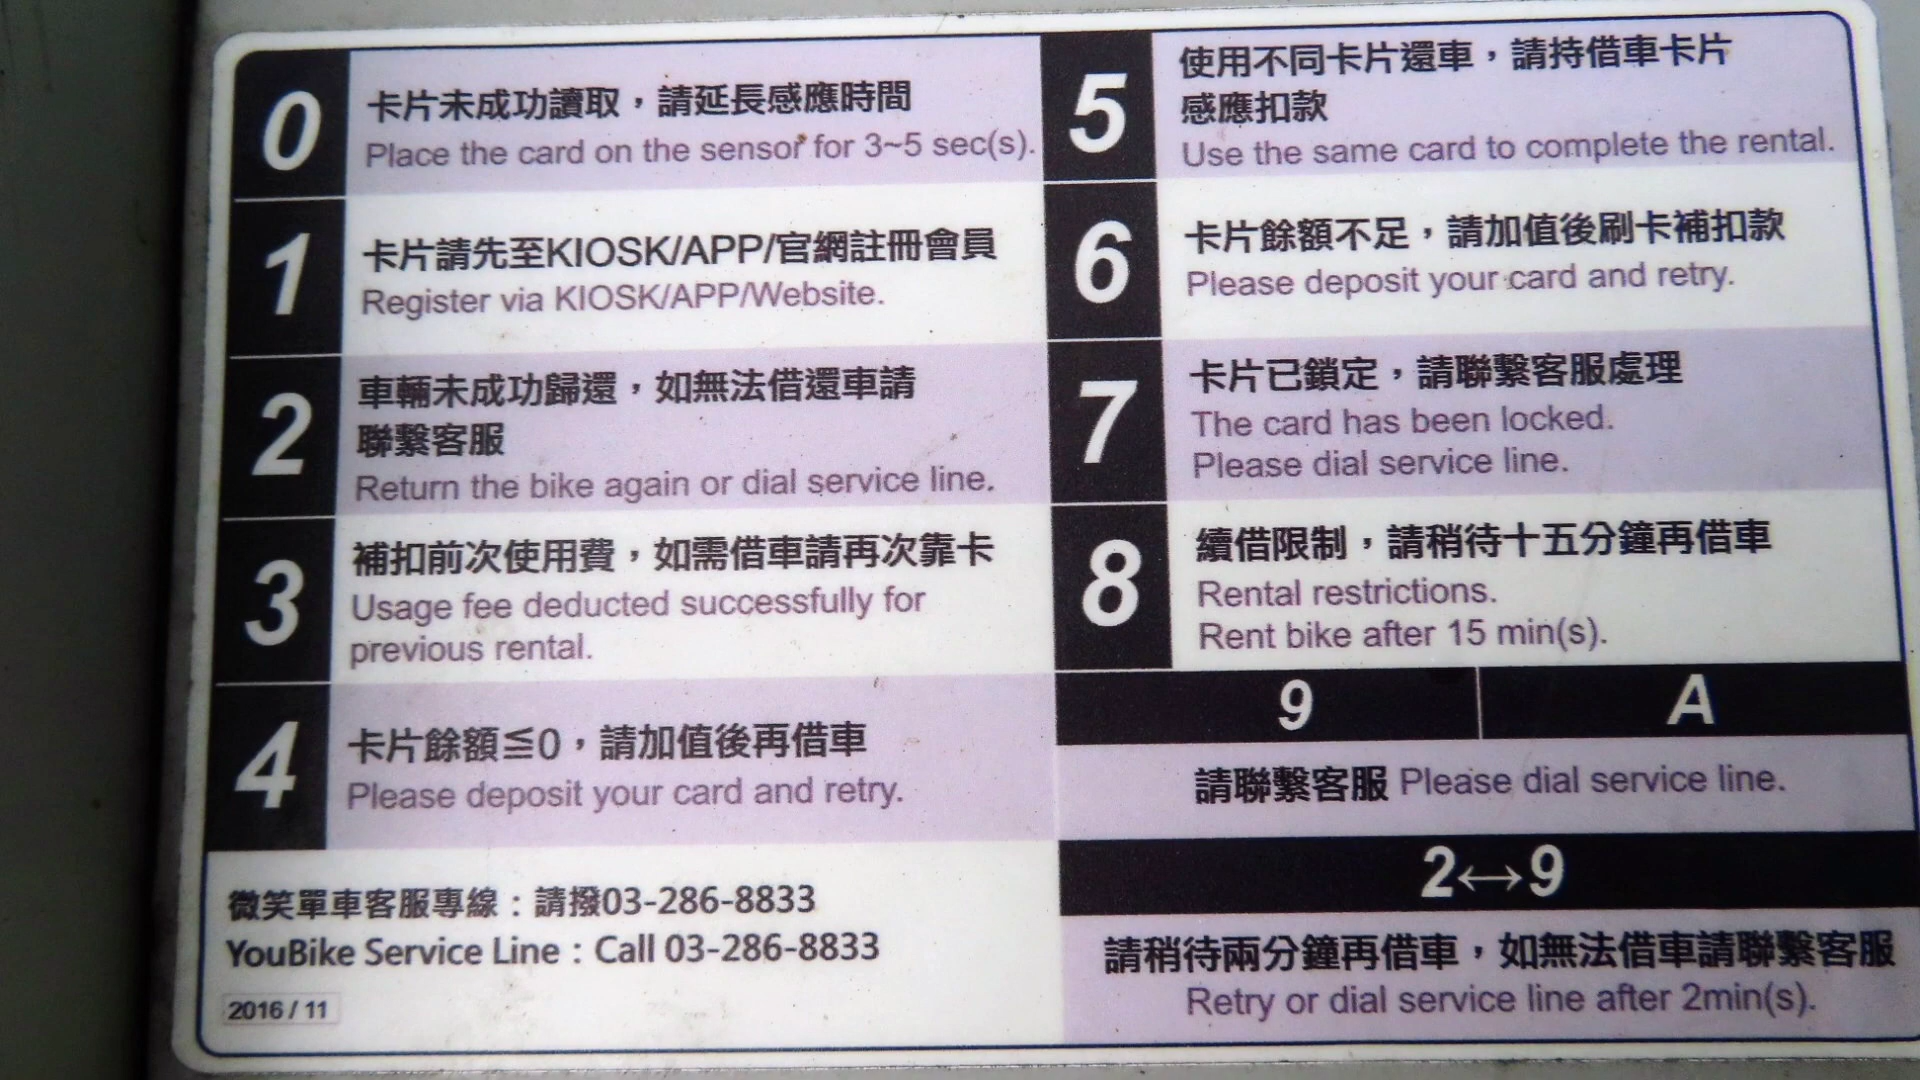 0
卡片未成功讀取，請延長感應時間
Place the card on the sensor for 3~5 sec(s).
1
卡片請先至KIOSK/APP/官網註冊會員
Register via KIOSK/APP/Website.
2
車輛未成功歸還，如無法借還車請
聯繫客服
Return the bike again or dial service line.
3
補扣前次使用費，如需借車請再次靠卡
Usage fee deducted successfully for
previous rental.
4
卡片餘額≦0，請加值後再借車
Please deposit your card and retry.
微笑單車客服專線：請撥03-286-8833
YouBike Service Line : Call 03-286-8833
2016 / 11
5
使用不同卡片還車，請持借車卡片
感應扣款
Use the same card to complete the rental.
6
卡片餘額不足，請加值後刷卡補扣款
Please deposit your card and retry.
7
卡片已鎖定，請聯繫客服處理
The card has been locked.
Please dial service line.
8
續借限制，請稍待十五分鐘再借車
Rental restrictions.
Rent bike after 15 min(s).
9 A
請聯繫客服 Please dial service line.
2↔9
請稍待兩分鐘再借車，如無法借車請聯繫客服
Retry or dial service line after 2min(s).